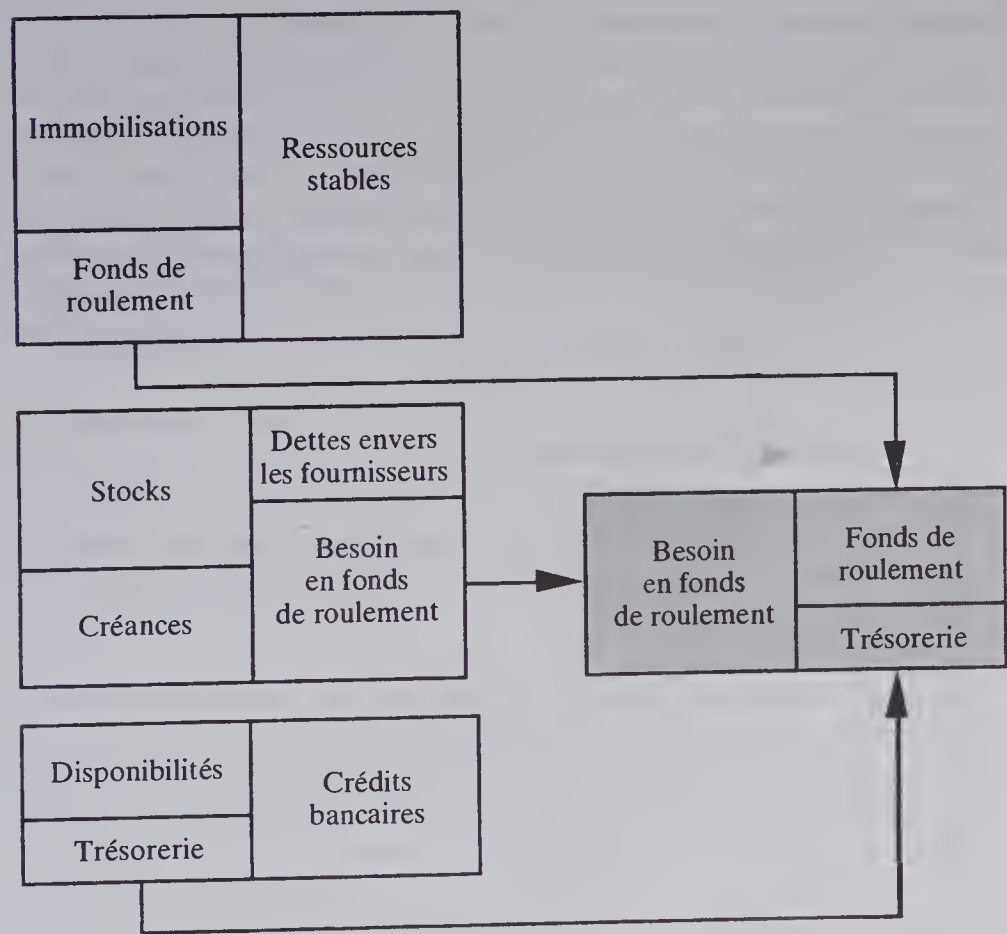 Immobilisations
Ressources
stables
Fonds de
roulement
Stocks
Dettes envers
les fournisseurs
Créances
Besoin
en fonds
de roulement
Besoin
en fonds
de roulement
Fonds de
roulement
Trésorerie
Disponibilités
Trésorerie
Crédits
bancaires